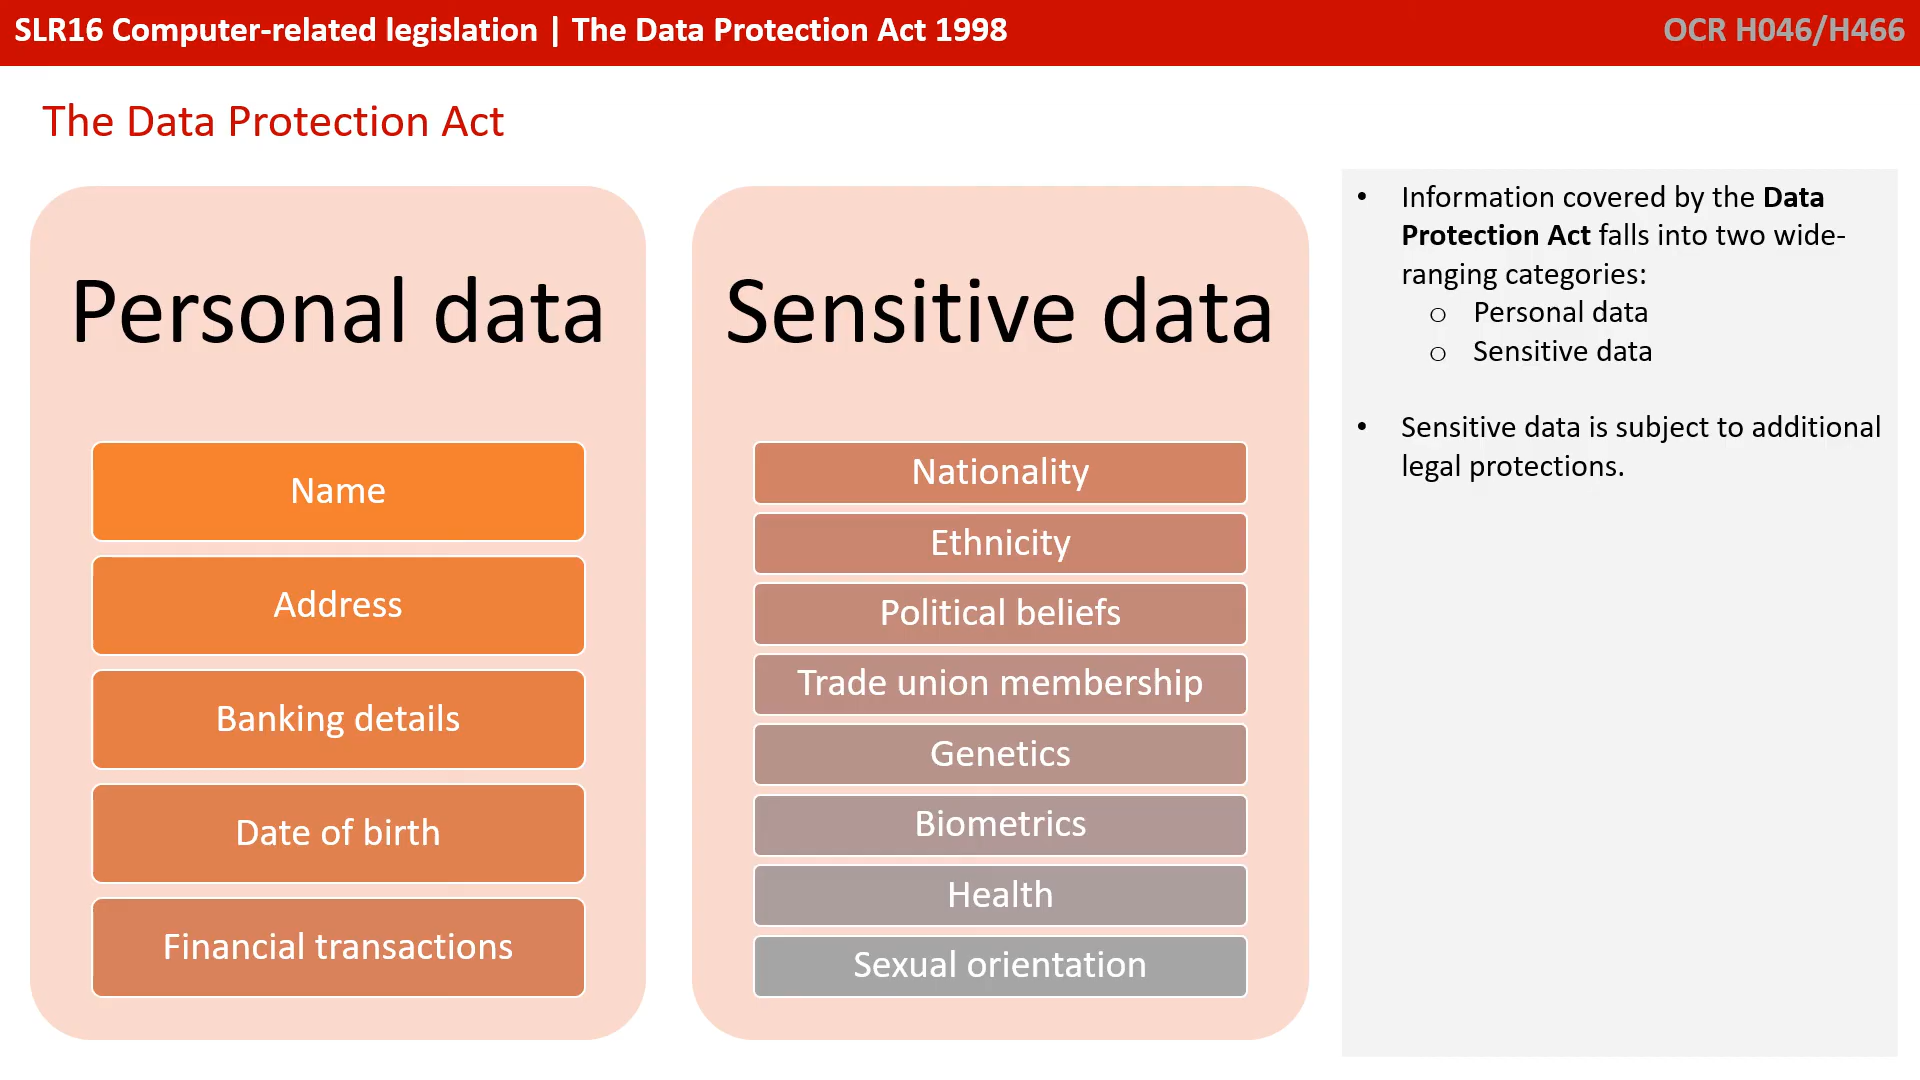 SLR16 Computer-related legislation | The Data Protection Act 1998
OCR H046/H466
The Data Protection Act
Personal data
Name
Address
Banking details
Date of birth
Financial transactions
Sensitive data
Nationality
Ethnicity
Political beliefs
Trade union membership
Genetics
Biometrics
Health
Sexual orientation
• Information covered by the Data
Protection Act falls into two wide-
ranging categories:
o Personal data
o Sensitive data
• Sensitive data is subject to additional
legal protections.